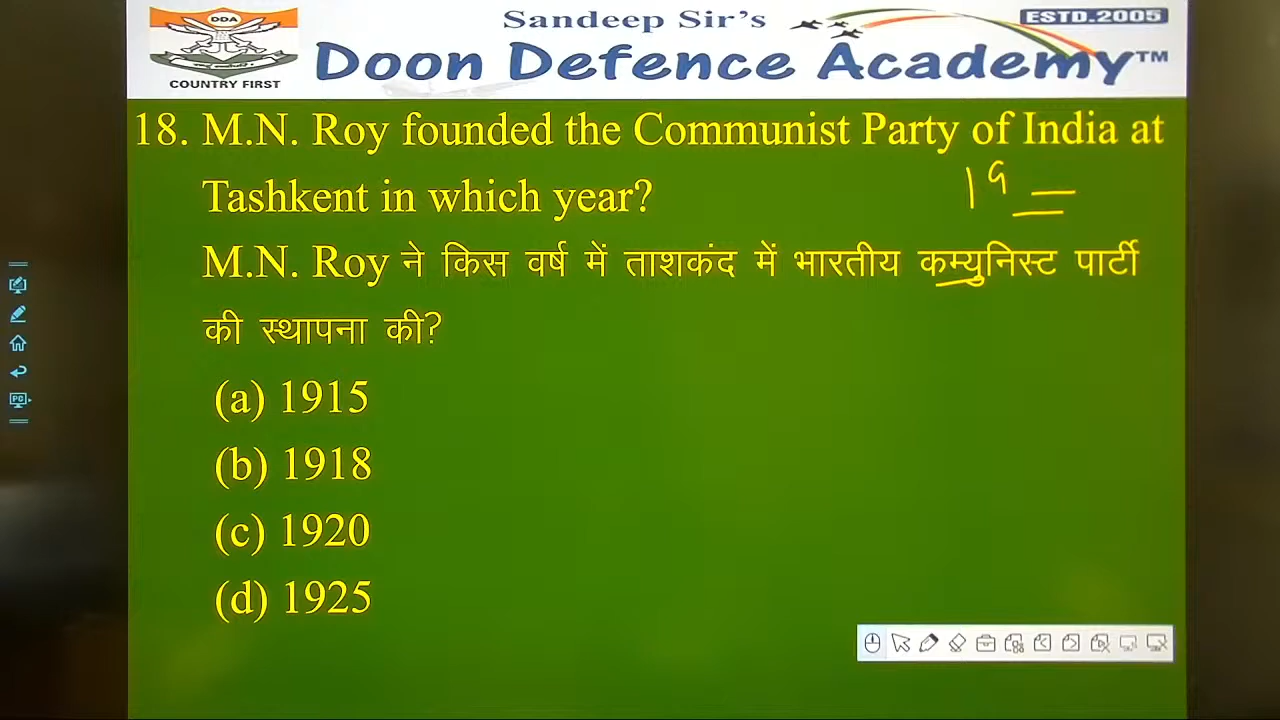 DDA
COUNTRY FIRST
Sandeep Sir's
ESTD.2005
Doon Defence Academy™
18. M.N. Roy founded the Communist Party of India at
Tashkent in which year?
19
M.N. Roy ने किस वर्ष में ताशकंद में भारतीय कम्युनिस्ट पार्टी
की स्थापना की?
(a) 1915
(b) 1918
(c) 1920
(d) 1925
PC